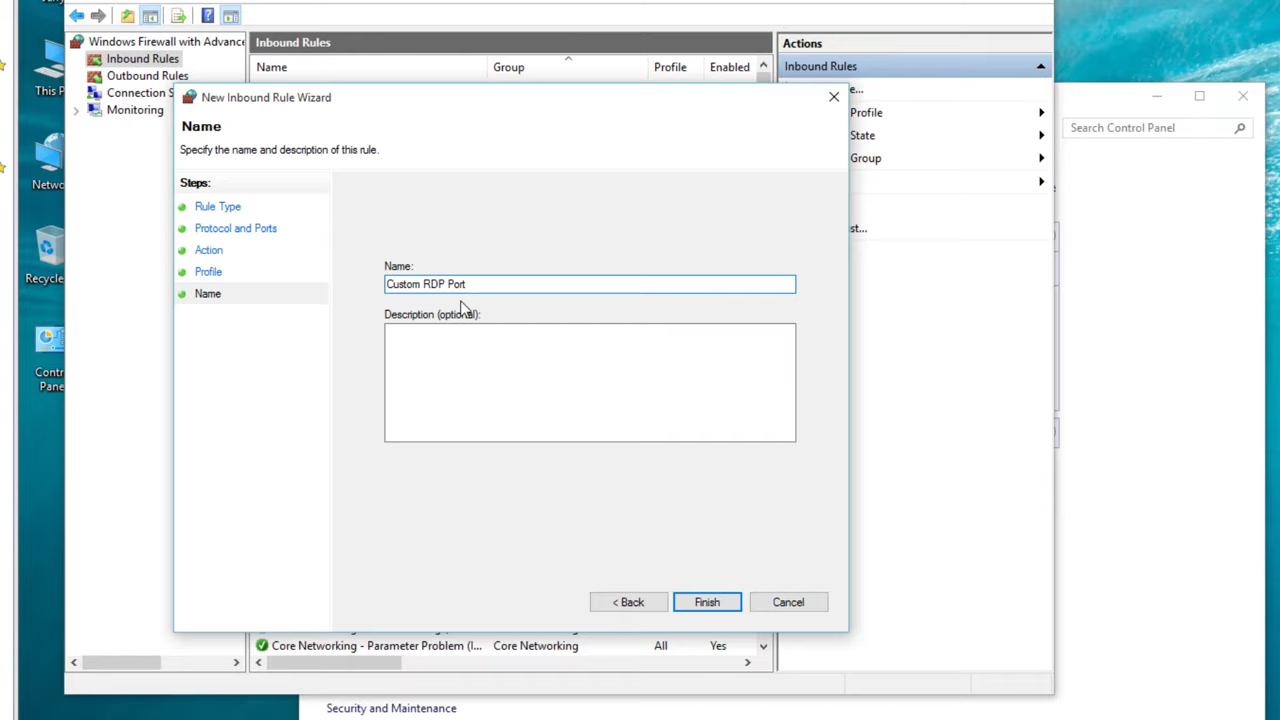 Windows Firewall with Advance
Inbound Rules
Outbound Rules
Connection S
Monitoring
Inbound Rules
Name
Group
Profile
Enabled
Actions
Inbound Rules
e...
Profile
State
Group
st...
New Inbound Rule Wizard
Name
Specify the name and description of this rule.
Steps:
Rule Type
Protocol and Ports
Action
Profile
Name
Name:
Custom RDP Port
Description (optional):
< Back
Finish
Cancel
Core Networking - Parameter Problem (I...
Core Networking
All
Yes
This P
Netwo
Recycle
Contr
Pane
Search Control Panel
Security and Maintenance